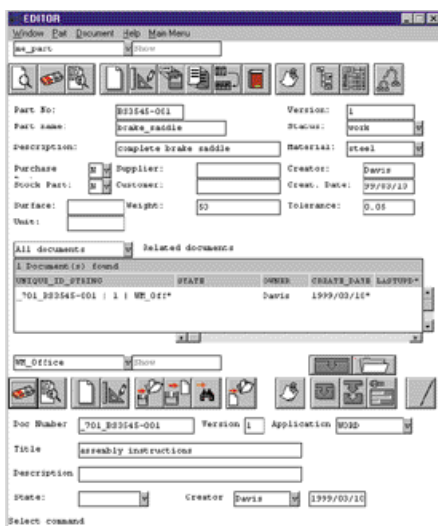 EDITOR
Window Part Document Help Main Menu
me_part Show
Part No: BS3545-001 Version: 1
Part name: brake_saddle Status: work
Description: complete brake saddle Material: steel
Purchase N Supplier: Creator: Davis
Stock Part: N Customer: Creat. Date: 99/03/10
Surface: Weight: 50 Tolerance: 0.05
Unit:
All documents Related documents
1 Document(s) found
UNIQUE_ID_STRING STATE OWNER CREATE_DATE LASTUPD*
_701_BS3545-001 | 1 | WM_Off* Davis 1999/03/10*
WM_Office Show
Doc Number _701_BS3545-001 Version 1 Application WORD
Title assembly instructions
Description
State: Creator Davis 1999/03/10
Select command